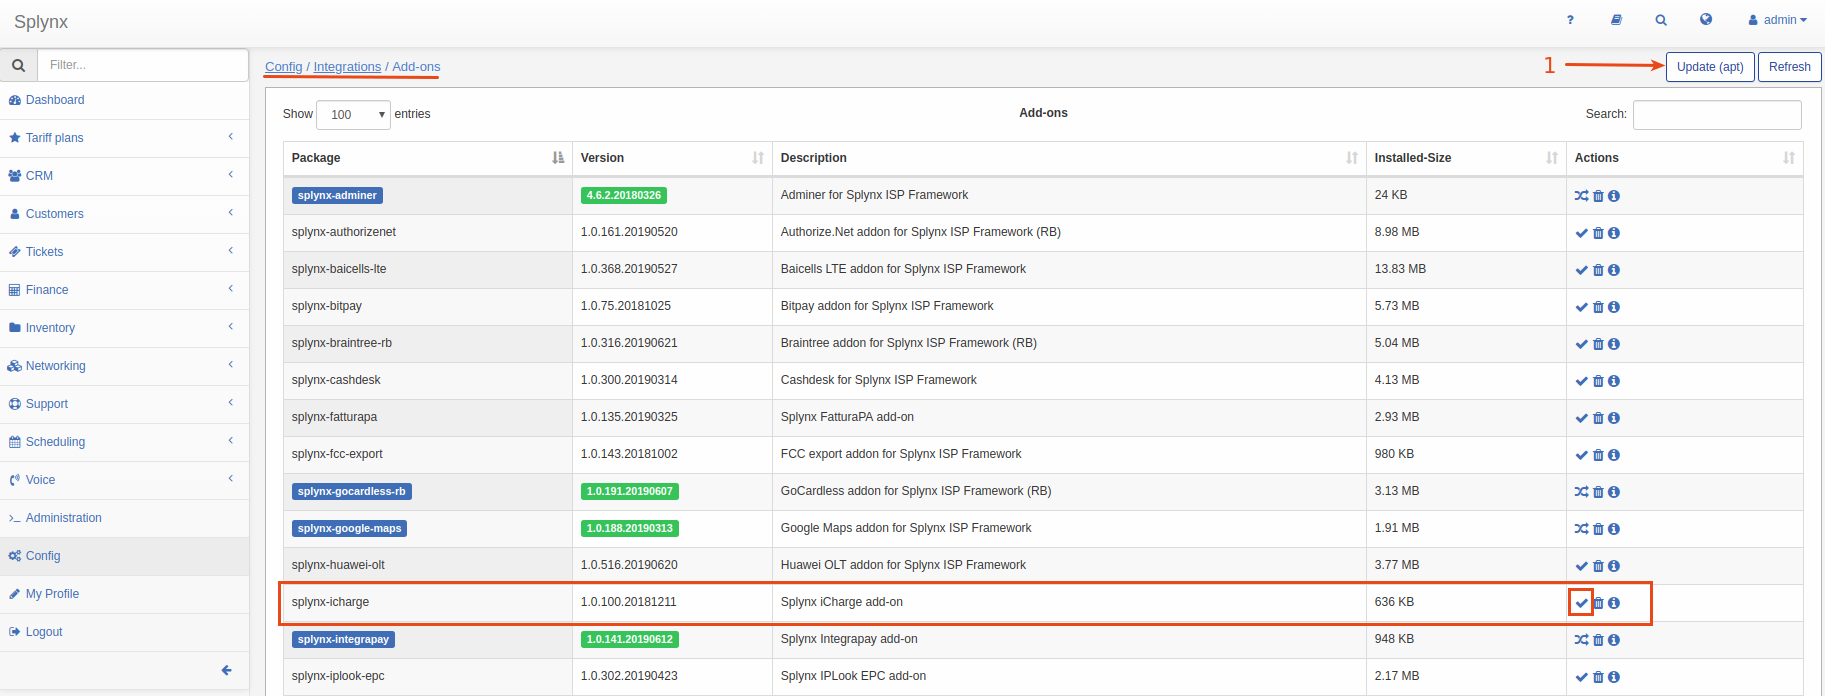 Splynx
? admin
Filter...
Config / Integrations / Add-ons
1
Update (apt) Refresh
Dashboard
Tariff plans
CRM
Customers
Tickets
Finance
Inventory
Networking
Support
Scheduling
Voice
Administration
Config
My Profile
Logout
Show 100 entries
Add-ons
Search:
Package Version Description Installed-Size Actions
splynx-adminer 4.6.2.20180326 Adminer for Splynx ISP Framework 24 KB
splynx-authorizenet 1.0.161.20190520 Authorize.Net addon for Splynx ISP Framework (RB) 8.98 MB
splynx-baicells-lte 1.0.368.20190527 Baicells LTE addon for Splynx ISP Framework 13.83 MB
splynx-bitpay 1.0.75.20181025 Bitpay addon for Splynx ISP Framework 5.73 MB
splynx-braintree-rb 1.0.316.20190621 Braintree addon for Splynx ISP Framework (RB) 5.04 MB
splynx-cashdesk 1.0.300.20190314 Cashdesk for Splynx ISP Framework 4.13 MB
splynx-fatturapa 1.0.135.20190325 Splynx FatturaPA add-on 2.93 MB
splynx-fcc-export 1.0.143.20181002 FCC export addon for Splynx ISP Framework 980 KB
splynx-gocardless-rb 1.0.191.20190607 GoCardless addon for Splynx ISP Framework (RB) 3.13 MB
splynx-google-maps 1.0.188.20190313 Google Maps addon for Splynx ISP Framework 1.91 MB
splynx-huawei-olt 1.0.516.20190620 Huawei OLT addon for Splynx ISP Framework 3.77 MB
splynx-icharge 1.0.100.20181211 Splynx iCharge add-on 636 KB
splynx-integrapay 1.0.141.20190612 Splynx Integrapay add-on 948 KB
splynx-iplook-epc 1.0.302.20190423 Splynx IPLook EPC add-on 2.17 MB